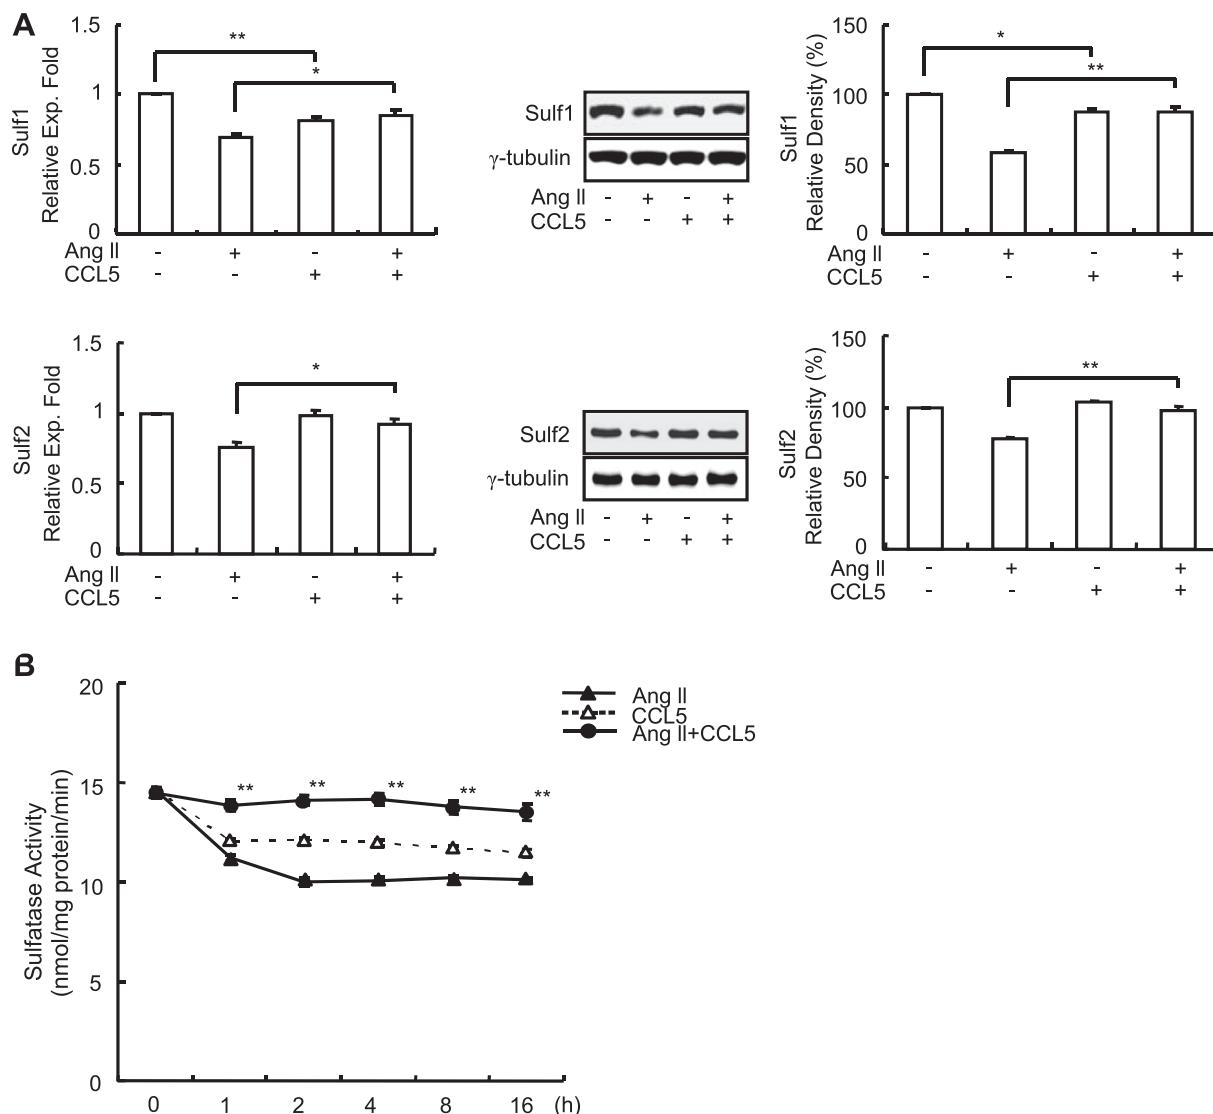 A
Sulf1
Relative Exp. Fold
1.5
1
0.5
0
**
*
Ang II - + - +
CCL5 - - + +
Sulf1
γ-tubulin
Ang II - + - +
CCL5 - - + +
Sulf1
Relative Density (%)
150
100
50
0
*
**
Ang II - + - +
CCL5 - - + +
Sulf2
Relative Exp. Fold
1.5
1
0.5
0
*
Ang II - + - +
CCL5 - - + +
Sulf2
γ-tubulin
Ang II - + - +
CCL5 - - + +
Sulf2
Relative Density (%)
150
100
50
0
**
Ang II - + - +
CCL5 - - + +
B
Sulfatase Activity
(nmol/mg protein/min)
20
15
10
5
0
** ** ** ** **
Ang II
CCL5
Ang II+CCL5
0 1 2 4 8 16 (h)